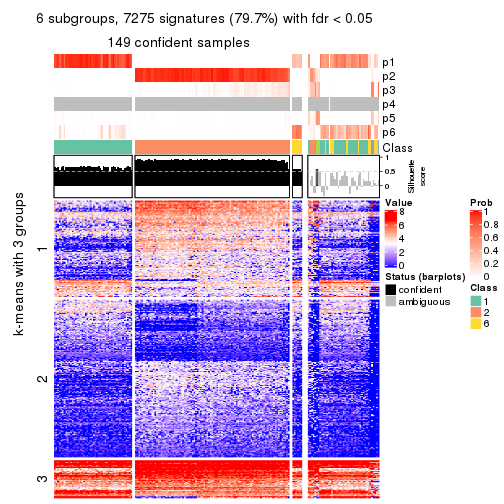 6 subgroups, 7275 signatures (79.7%) with fdr < 0.05
149 confident samples
p1
p2
p3
p4
p5
p6
Class
1
0.5
0
Silhouette
score
k-means with 3 groups
1
2
3
Value
8
6
4
2
0
Status (barplots)
confident
ambiguous
Prob
1
0.8
0.6
0.4
0.2
0
Class
1
2
6